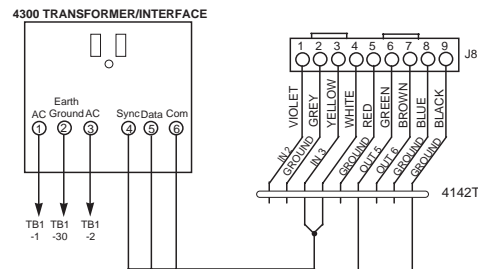 4300 TRANSFORMER/INTERFACE
Earth
AC Ground AC Sync Data Com
1 2 3 4 5 6
TB1 TB1 TB1
-1 -30 -2
1 2 3 4 5 6 7 8 9
J8
VIOLET
GREY
YELLOW
WHITE
RED
GREEN
BROWN
BLUE
BLACK
IN 2
GROUND
IN 3
GROUND
OUT 5
OUT 6
GROUND
GROUND
4142T